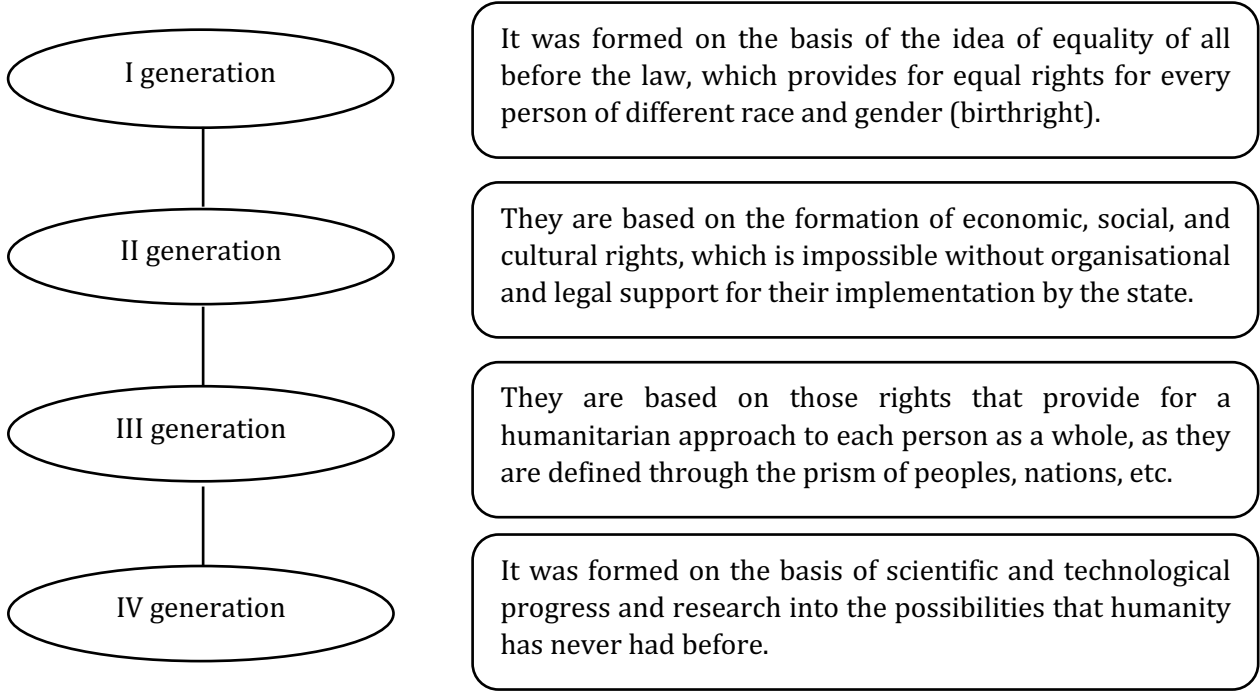 I generation
It was formed on the basis of the idea of equality of all
before the law, which provides for equal rights for every
person of different race and gender (birthright).
II generation
They are based on the formation of economic, social, and
cultural rights, which is impossible without organisational
and legal support for their implementation by the state.
III generation
They are based on those rights that provide for a
humanitarian approach to each person as a whole, as they
are defined through the prism of peoples, nations, etc.
IV generation
It was formed on the basis of scientific and technological
progress and research into the possibilities that humanity
has never had before.